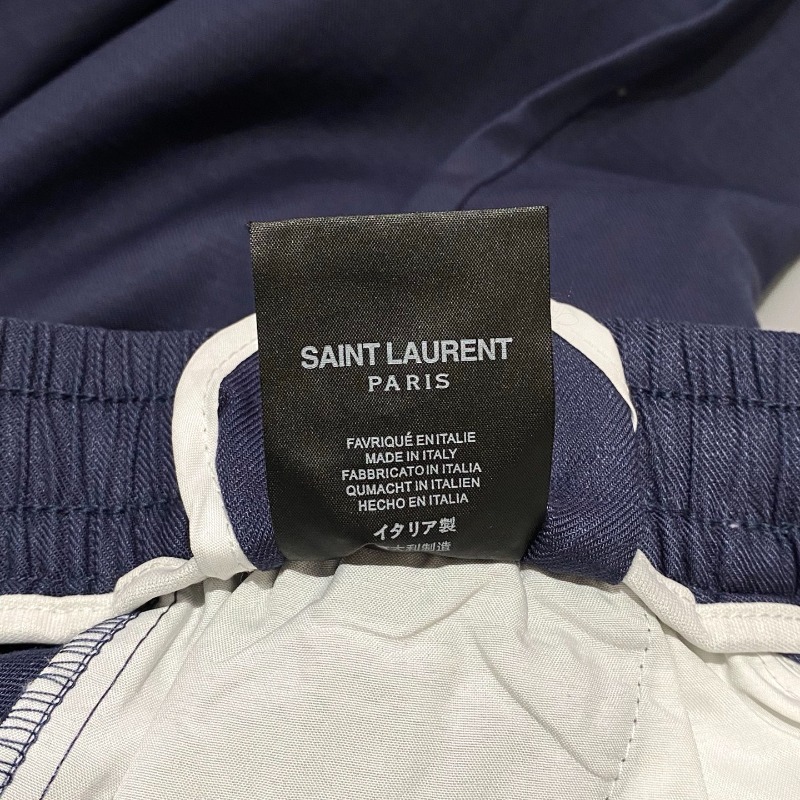 SAINT LAURENT
PARIS
FAVRIQUÉ EN ITALIE
MADE IN ITALY
FABBRICATO IN ITALIA
QUMACHT IN ITALIEN
HECHO EN ITALIA
イタリア製
大利制造